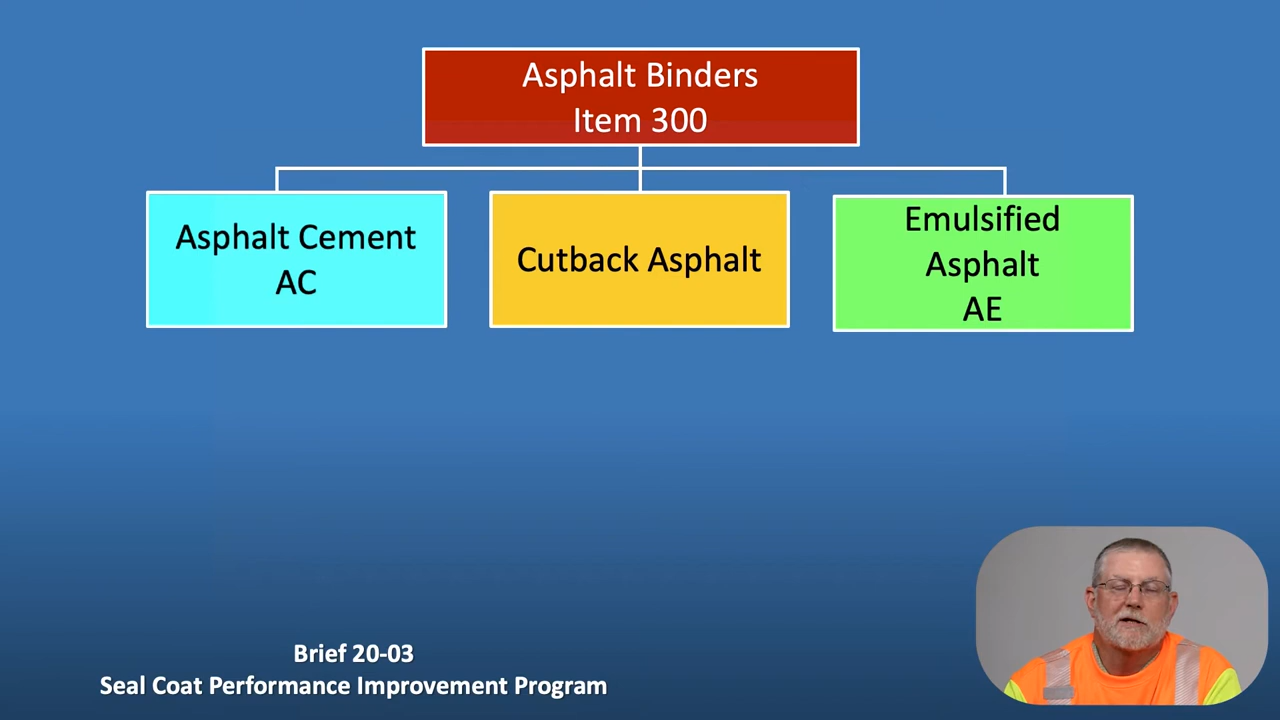 Asphalt Binders
Item 300
Asphalt Cement
AC
Cutback Asphalt
Emulsified
Asphalt
AE
Brief 20-03
Seal Coat Performance Improvement Program